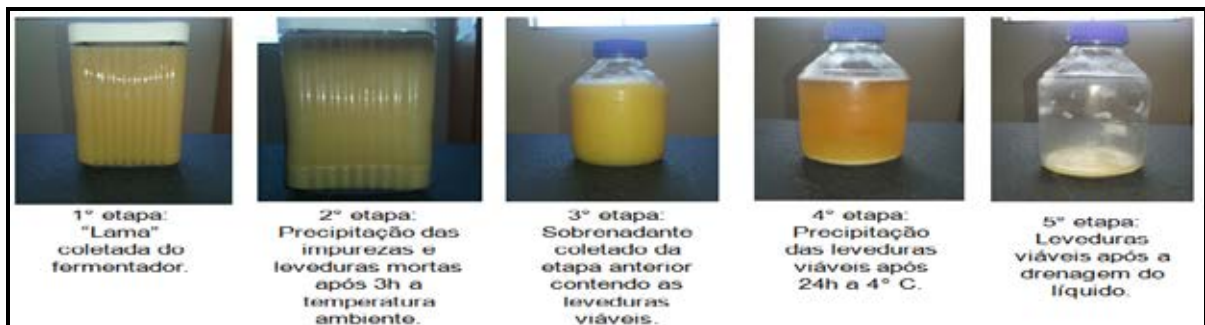 1° etapa:
"Lama"
coletada do
fermentador.
2° etapa:
Precipitação das
impurezas e
leveduras mortas
após 3h a
temperatura
ambiente.
3° etapa:
Sobrenadante
coletado da
etapa anterior
contendo as
leveduras
viáveis.
4° etapa:
Precipitação
das leveduras
viáveis após
24h a 4° C.
5° etapa:
Leveduras
viáveis após a
drenagem do
líquido.